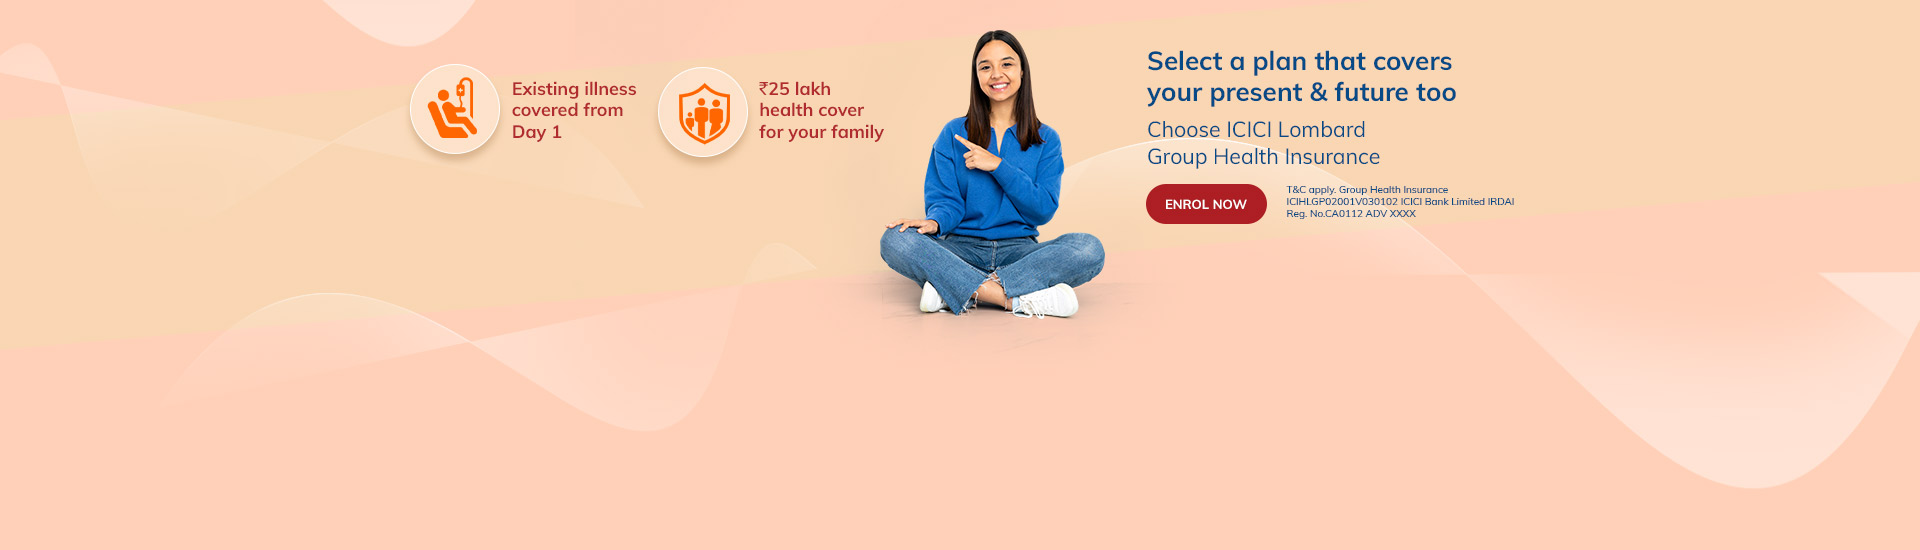 Existing illness
covered from
Day 1
₹25 lakh
health cover
for your family
Select a plan that covers
your present & future too
Choose ICICI Lombard
Group Health Insurance
ENROL NOW
T&C apply. Group Health Insurance
ICIHLGP02001V030102 ICICI Bank Limited IRDAI
Reg. No.CA0112 ADV XXXX